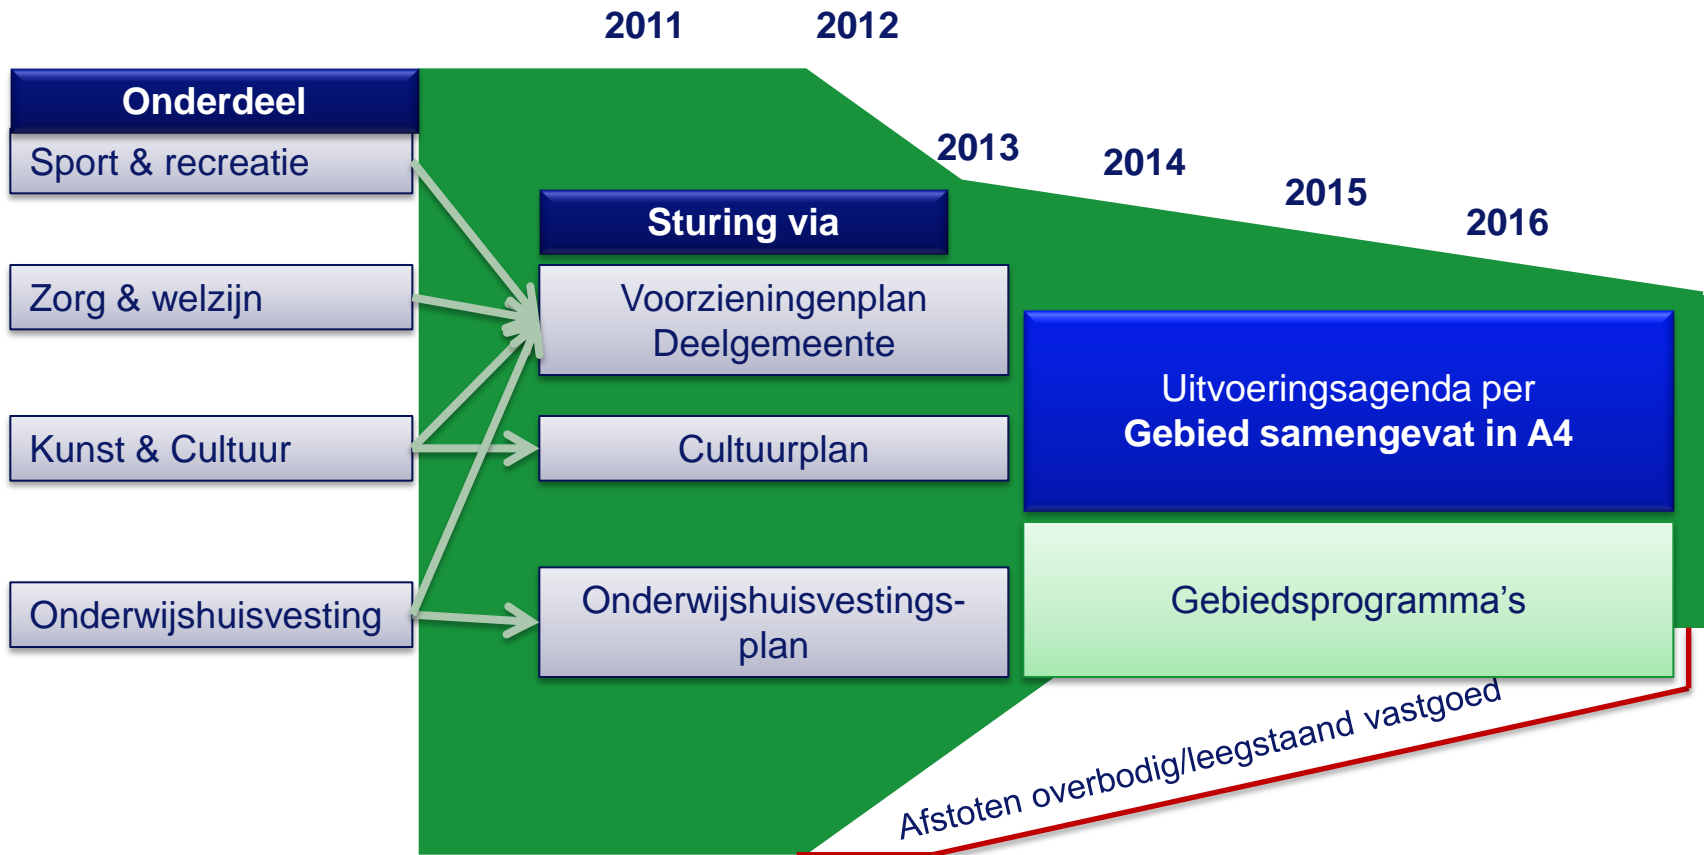 2011
2012
2013
2014
2015
2016
Onderdeel
Sport & recreatie
Zorg & welzijn
Kunst & Cultuur
Onderwijshuisvesting
Sturing via
Voorzieningenplan
Deelgemeente
Cultuurplan
Onderwijshuisvestings-
plan
Uitvoeringsagenda per
Gebied samengevat in A4
Gebiedsprogramma’s
Afstoten overbodig/leegstaand vastgoed